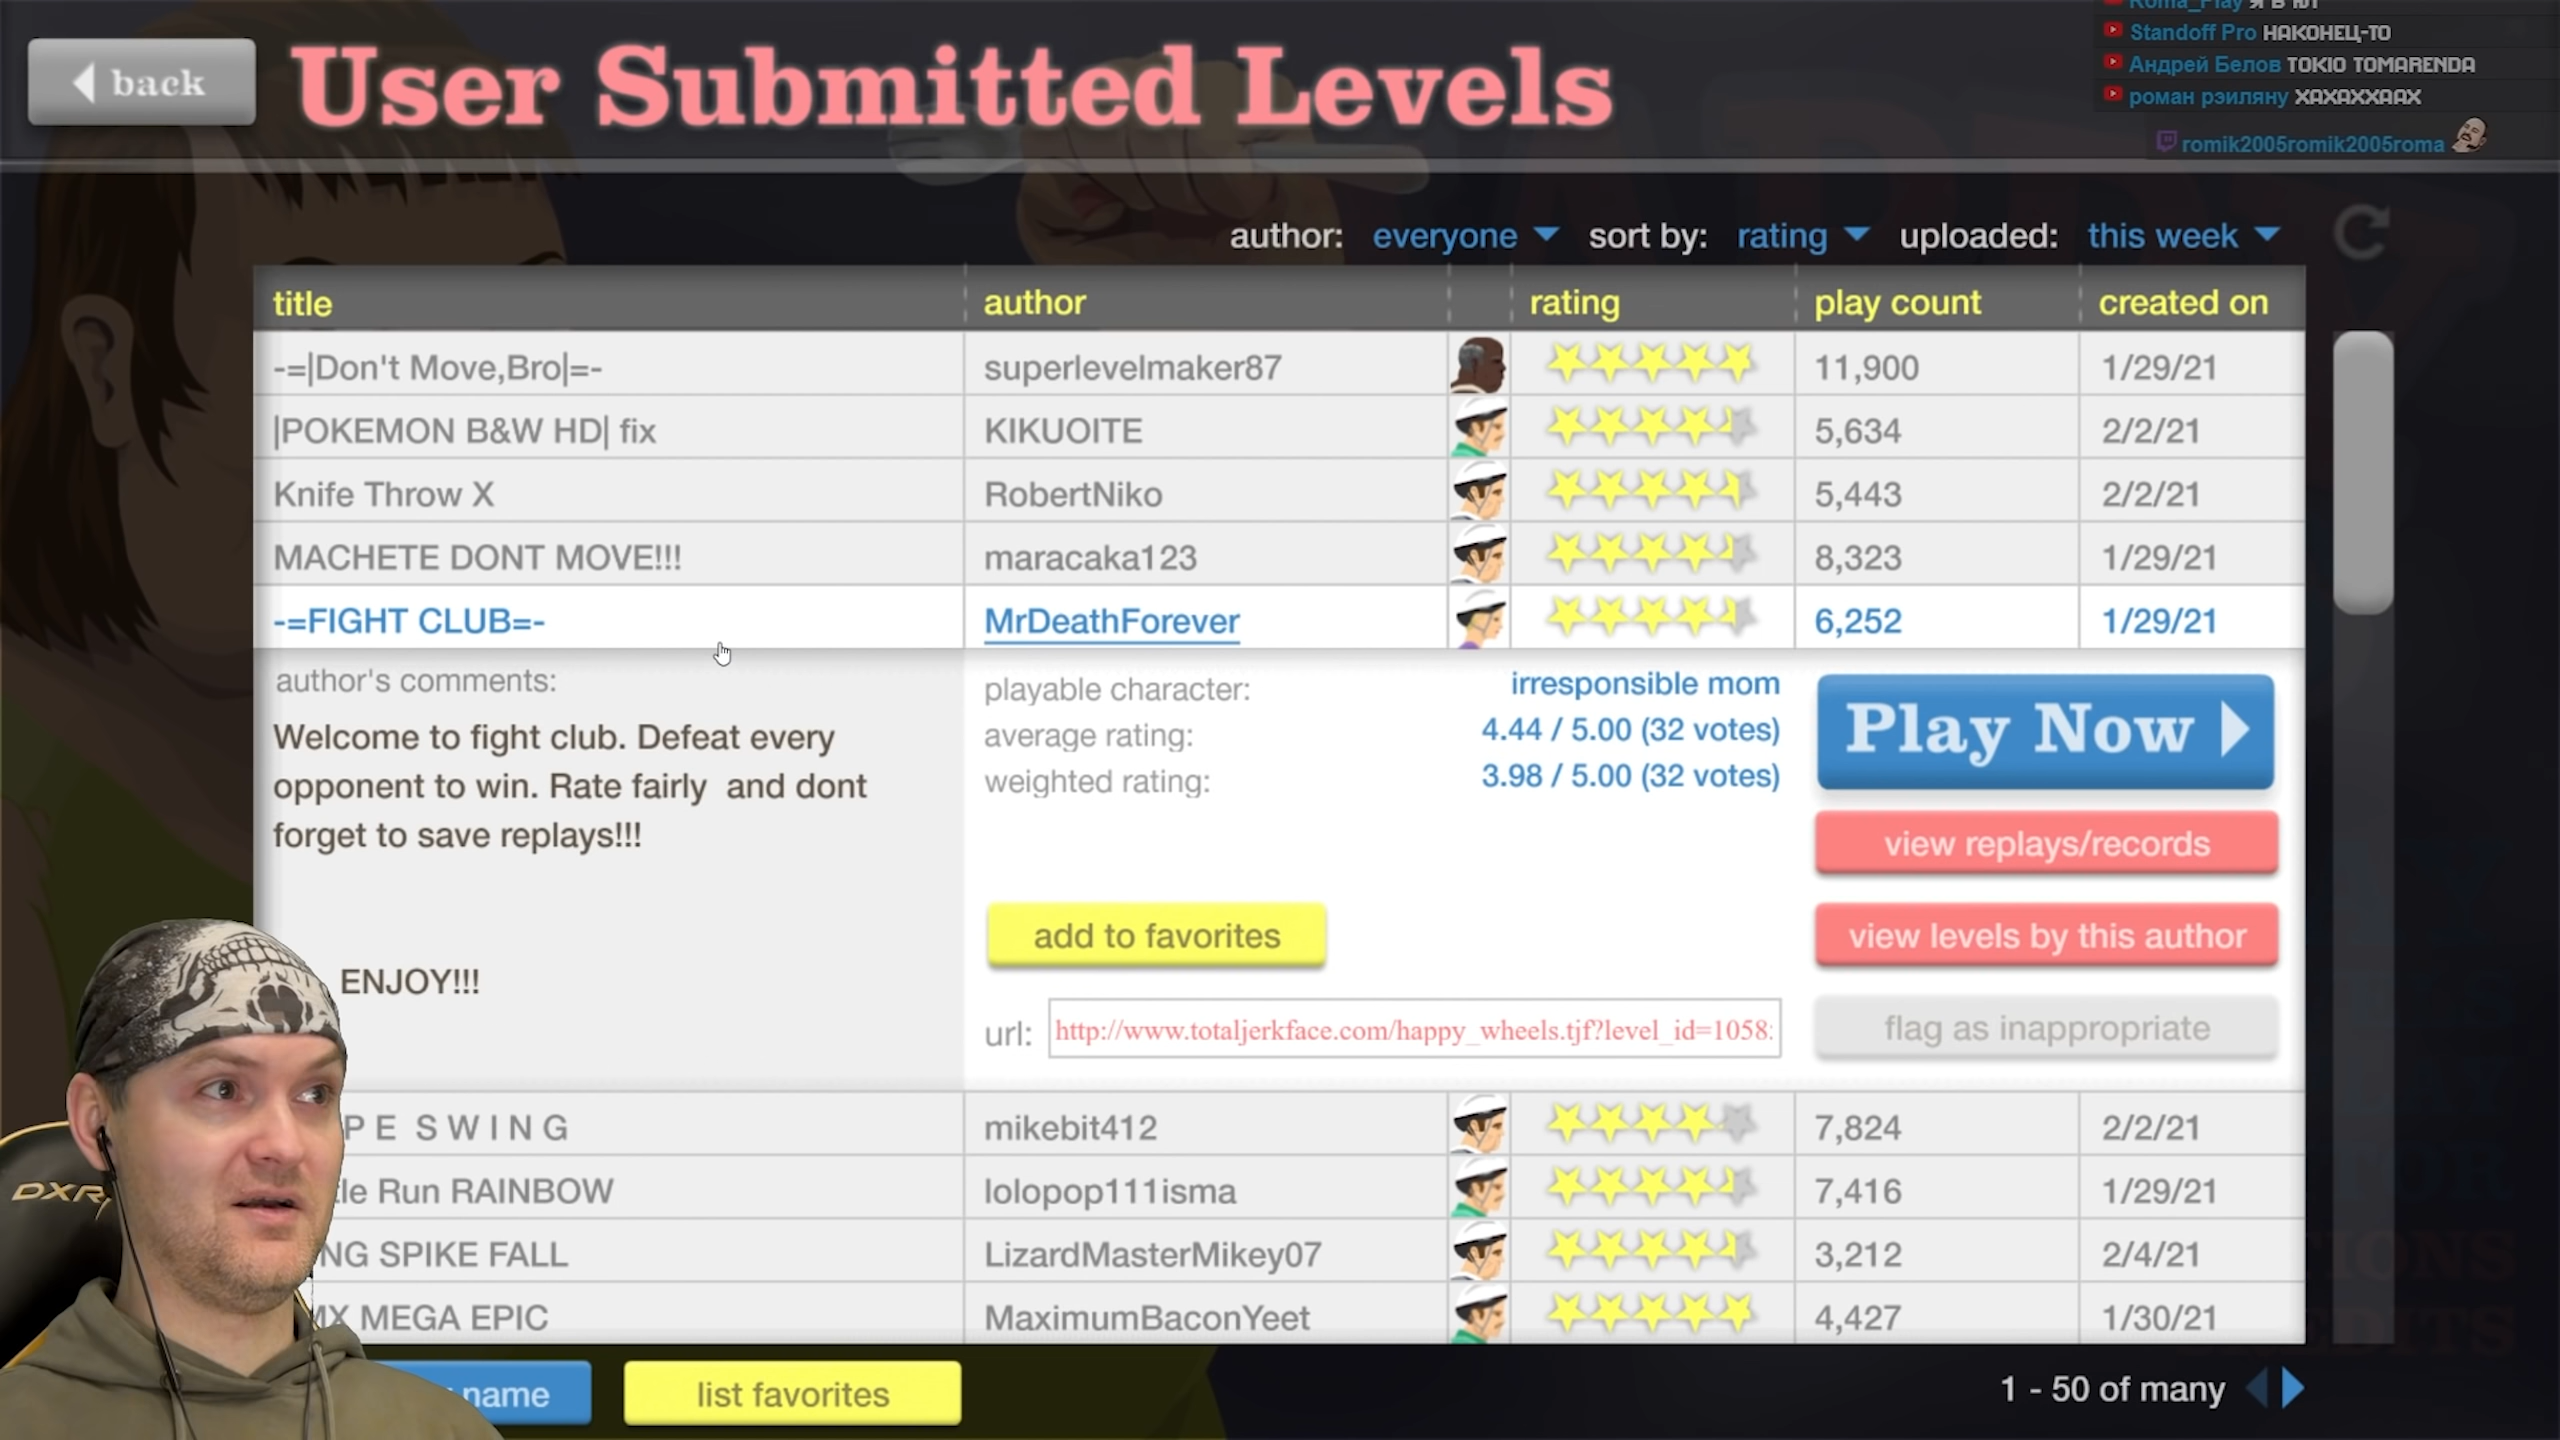 Roma_Play Я В ЮТ
Standoff Pro НАКОНЕЦ-ТО
Андрей Белов TOKIO TOMARENDA
роман рэиляну ХАХАХХААХ
romik2005romik2005roma
back
User Submitted Levels
author: everyone sort by: rating uploaded: this week
title author rating play count created on
-=|Don't Move,Bro|=- superlevelmaker87 11,900 1/29/21
|POKEMON B&W HD| fix KIKUOITE 5,634 2/2/21
Knife Throw X RobertNiko 5,443 2/2/21
MACHETE DONT MOVE!!! maracaka123 8,323 1/29/21
-=FIGHT CLUB=- MrDeathForever 6,252 1/29/21
author's comments:
Welcome to fight club. Defeat every
opponent to win. Rate fairly and dont
forget to save replays!!!
ENJOY!!!
playable character: irresponsible mom
average rating: 4.44 / 5.00 (32 votes)
weighted rating: 3.98 / 5.00 (32 votes)
add to favorites
url: http://www.totaljerkface.com/happy_wheels.tjf?level_id=1058
Play Now
view replays/records
view levels by this author
flag as inappropriate
P E S W I N G mikebit412 7,824 2/2/21
le Run RAINBOW lolopop111isma 7,416 1/29/21
NG SPIKE FALL LizardMasterMikey07 3,212 2/4/21
MX MEGA EPIC MaximumBaconYeet 4,427 1/30/21
DXR
name
list favorites
1 - 50 of many